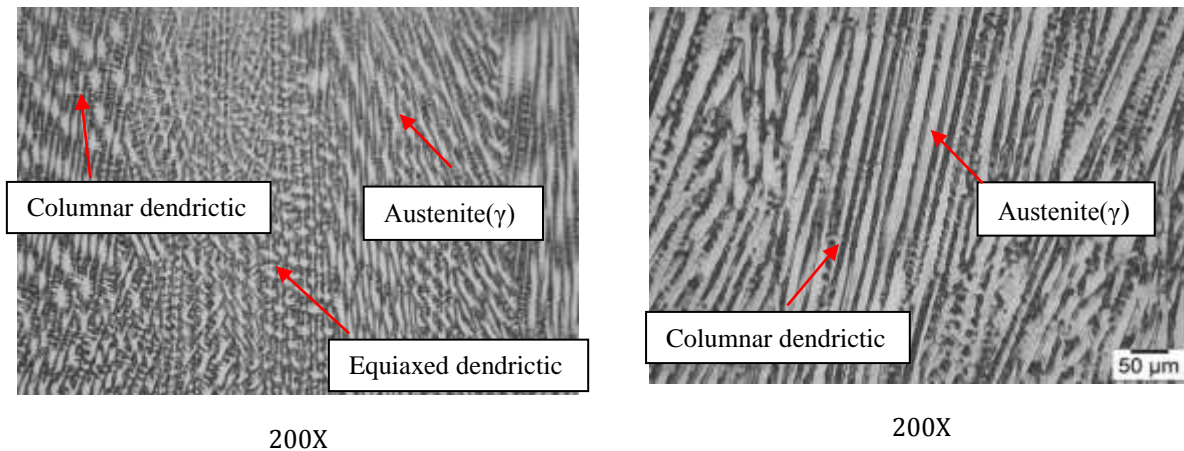 Columnar dendrictic
Austenite(γ)
Equiaxed dendrictic
200X
Austenite(γ)
Columnar dendrictic
50 µm
200X